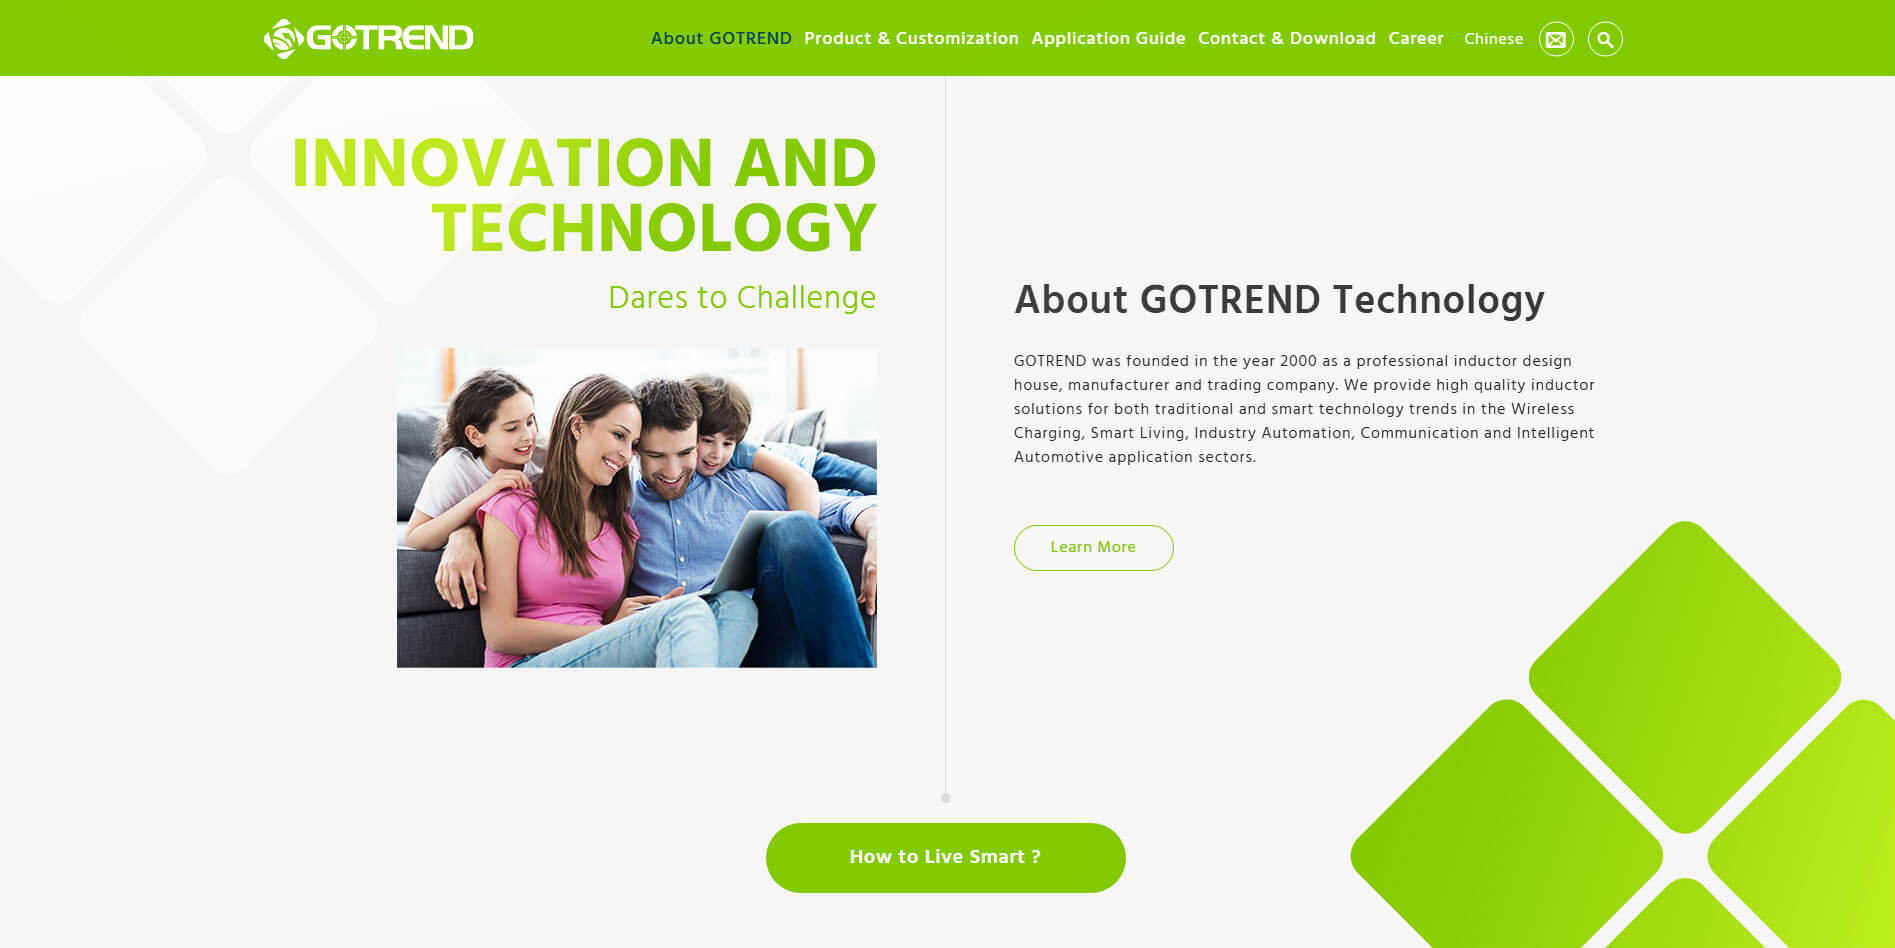 GOTREND
About GOTREND Product & Customization Application Guide Contact & Download Career Chinese
INNOVATION AND
TECHNOLOGY
Dares to Challenge
About GOTREND Technology
GOTREND was founded in the year 2000 as a professional inductor design
house, manufacturer and trading company. We provide high quality inductor
solutions for both traditional and smart technology trends in the Wireless
Charging, Smart Living, Industry Automation, Communication and Intelligent
Automotive application sectors.
Learn More
How to Live Smart ?